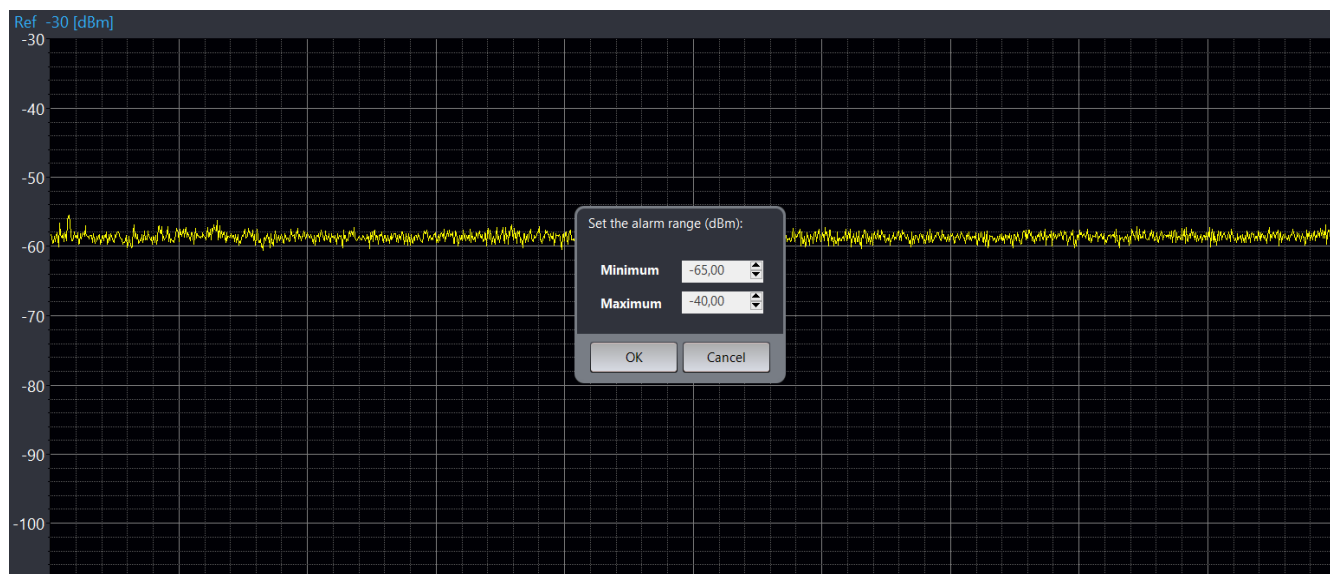 Ref -30 [dBm]
-30
-40
-50
-60
-70
-80
-90
-100
Set the alarm range (dBm):
Minimum -65,00
Maximum -40,00
OK Cancel